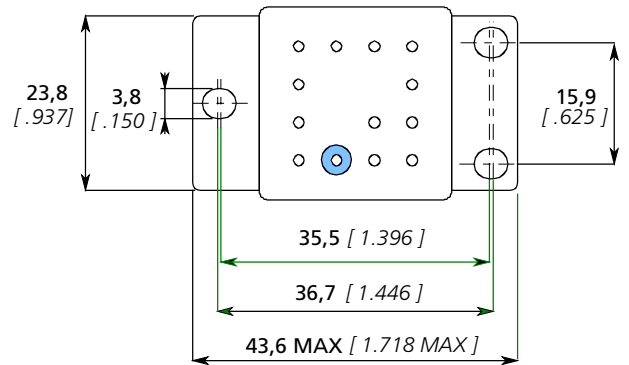 23,8
[ .937]
3,8
[ .150 ]
15,9
[ .625 ]
35,5 [ 1.396 ]
36,7 [ 1.446 ]
43,6 MAX [ 1.718 MAX ]